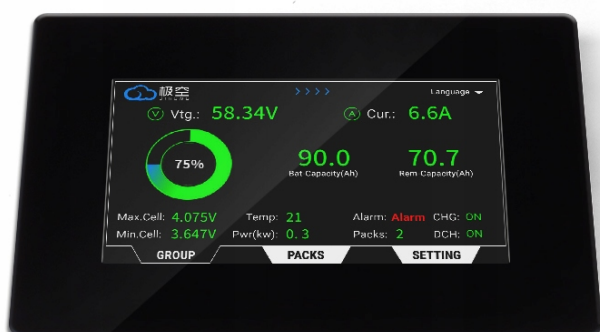 极空
>>>>
Language
V Vtg.: 58.34V
A Cur.: 6.6A
75%
90.0
Bat Capacity(Ah)
70.7
Rem Capacity(Ah)
Max.Cell: 4.075V Temp: 21 Alarm: Alarm CHG: ON
Min.Cell: 3.647V Pwr(kw): 0.3 Packs: 2 DCH: ON
GROUP PACKS SETTING